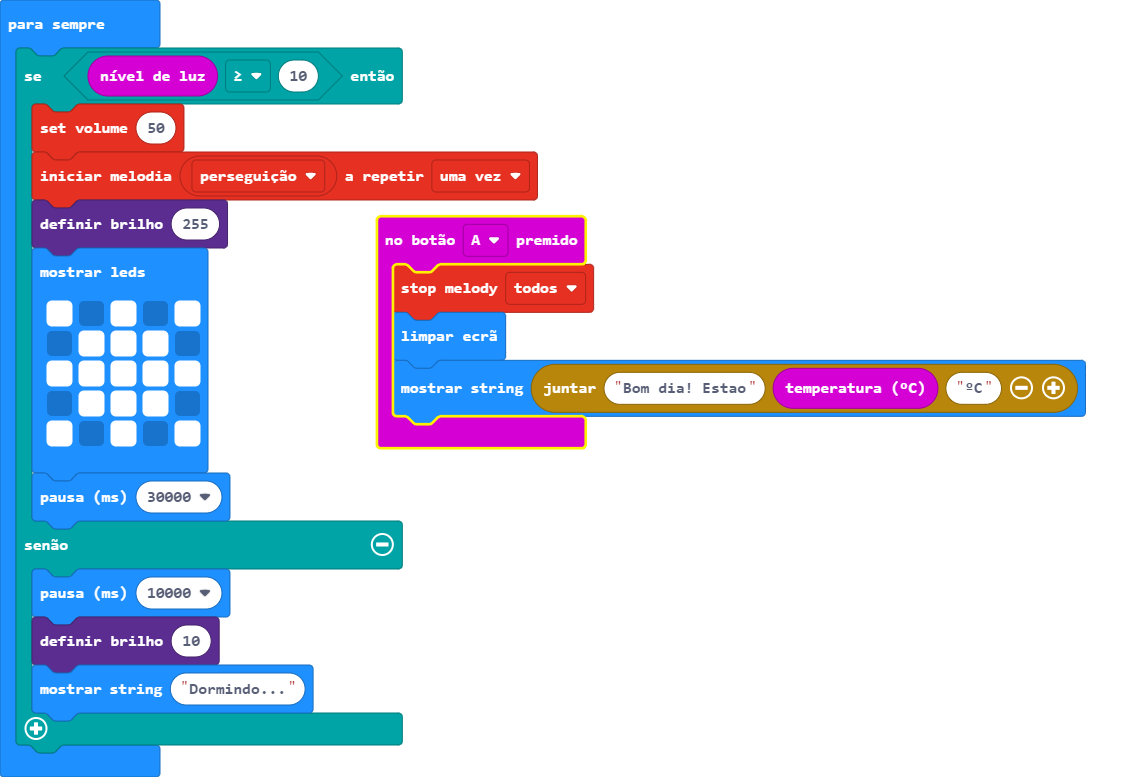 para sempre
se nível de luz ≥ 10 então
set volume 50
iniciar melodia perseguição a repetir uma vez
definir brilho 255
mostrar leds
pausa (ms) 30000
senão
pausa (ms) 10000
definir brilho 10
mostrar string "Dormindo..."
no botão A premido
stop melody todos
limpar ecrã
mostrar string juntar "Bom dia! Estao" temperatura (ºC) "ºC"